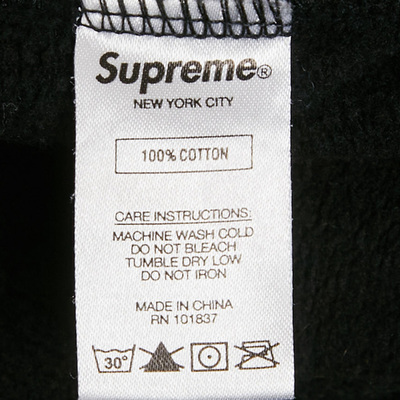 Supreme®
NEW YORK CITY
100% COTTON
CARE INSTRUCTIONS:
MACHINE WASH COLD
DO NOT BLEACH
TUMBLE DRY LOW
DO NOT IRON
MADE IN CHINA
RN 101837
30°